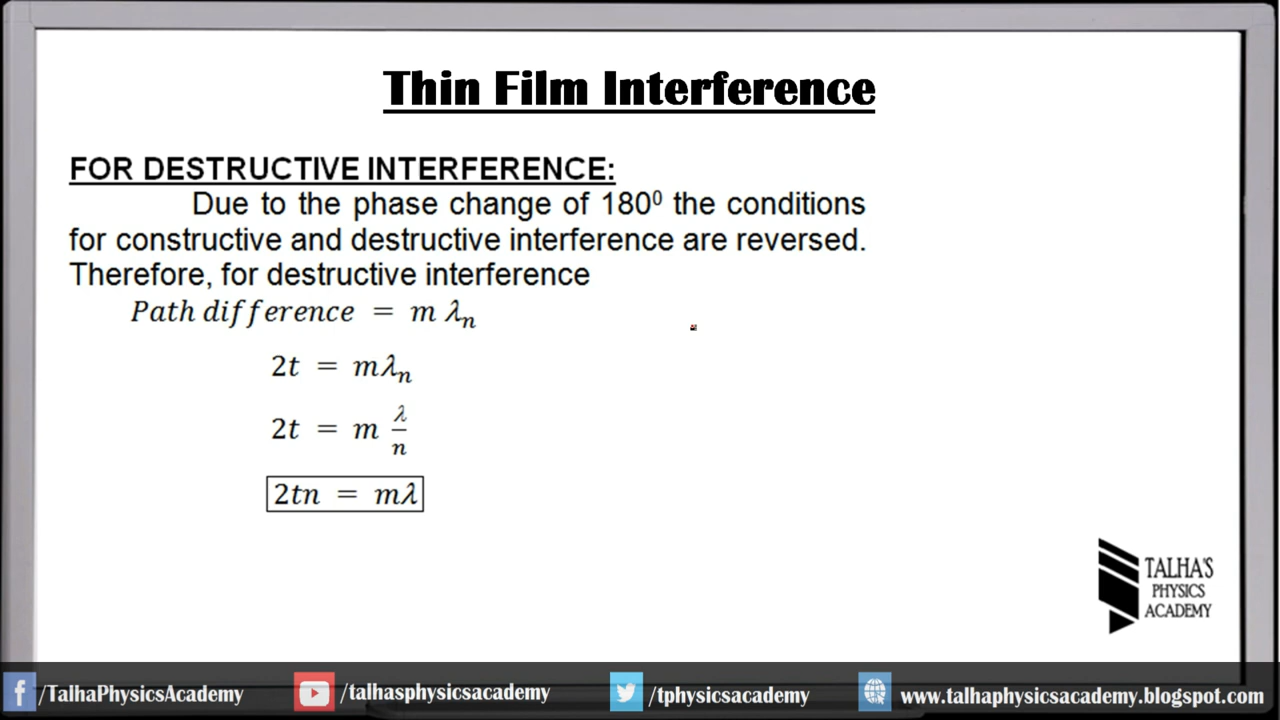 Thin Film Interference
FOR DESTRUCTIVE INTERFERENCE:
Due to the phase change of 180⁰ the conditions
for constructive and destructive interference are reversed.
Therefore, for destructive interference
Path difference = m λₙ
2t = mλₙ
2t = m λ/n
2tn = mλ
TALHA'S
PHYSICS
ACADEMY
/TalhaPhysicsAcademy /talhasphysicsacademy /tphysicsacademy www.talhaphysicsacademy.blogspot.com